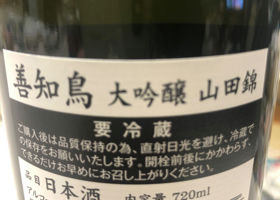 善知鳥 大吟醸 山田錦
要冷蔵
ご購入後は品質保持の為、直射日光を避け、冷蔵で
の保存をお願いいたします。開栓前後にかかわらず、
できるだけお早めにお召し上がりください。
品目 日本酒 内容量 720ml
アルコ